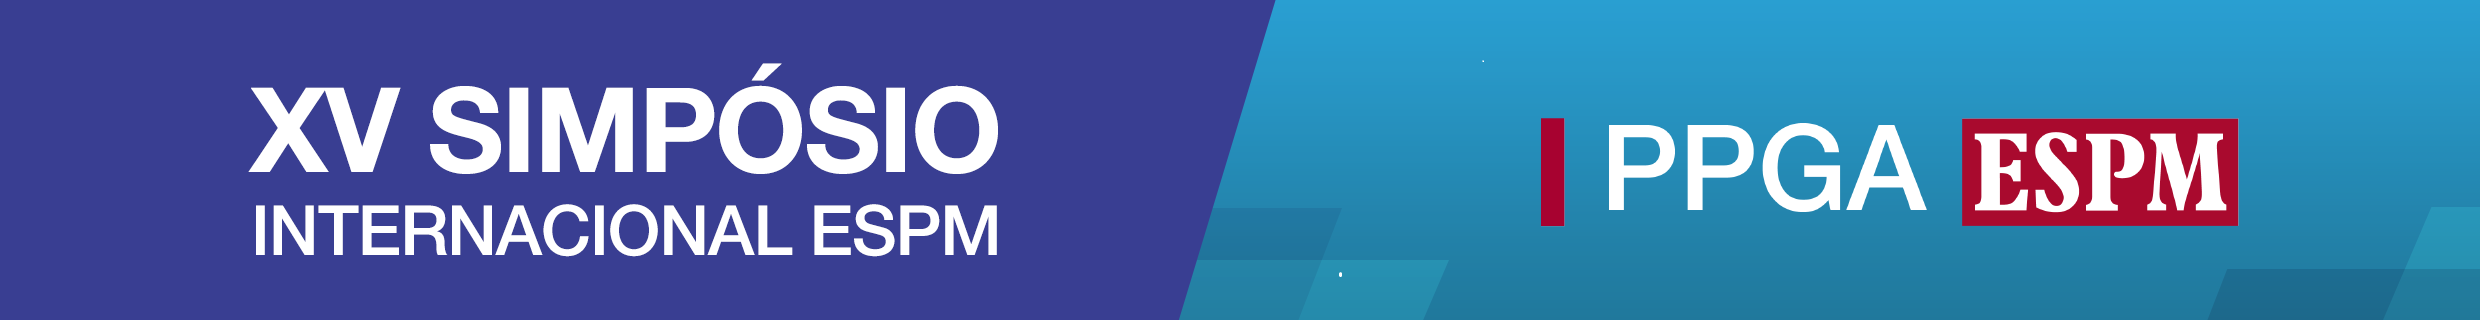 XV SIMPÓSIO
INTERNACIONAL ESPM
PPGA ESPM